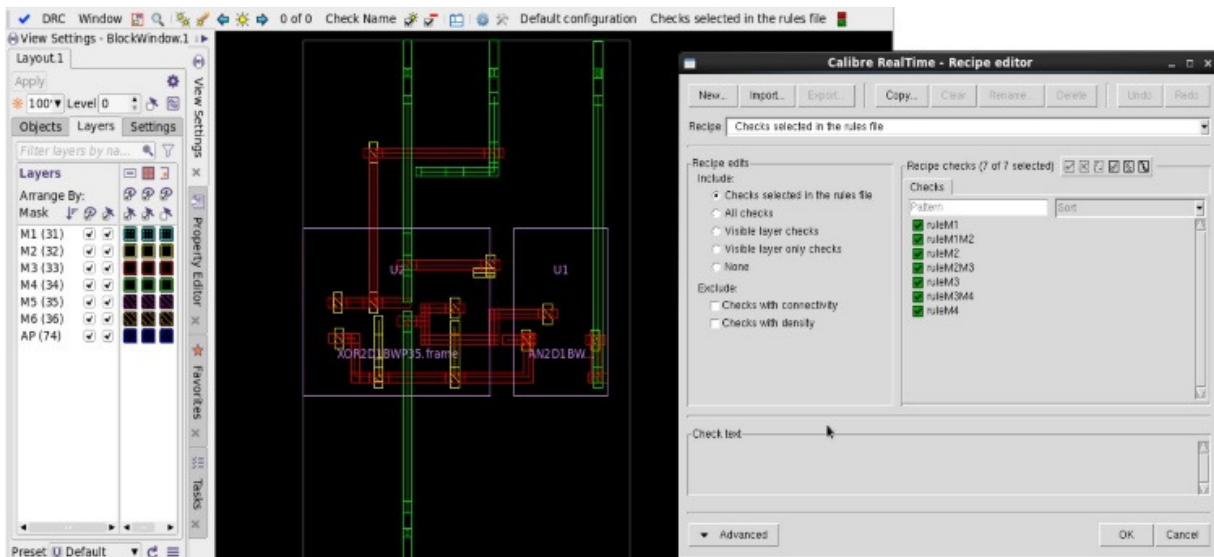 DRC Window 0 of 0 Check Name Default configuration Checks selected in the rules file
View Settings - BlockWindow.1
Layout.1
Apply
100% Level 0
Objects Layers Settings
Filter layers by na...
Layers
Arrange By:
Mask
M1 (31)
M2 (32)
M3 (33)
M4 (34)
M5 (35)
M6 (36)
AP (74)
Preset U Default
View Settings
Property Editor
Favorites
Tasks
U2
U1
XOR2D1BWP35.frame
AN2D1BW...
Calibre RealTime - Recipe editor
New... Import... Export... Copy... Clear Rename... Delete Undo Redo
Recipe Checks selected in the rules file
Recipe edits
Include:
Checks selected in the rules file
All checks
Visible layer checks
Visible layer only checks
None
Exclude:
Checks with connectivity
Checks with density
Recipe checks (7 of 7 selected)
Checks
Pattern Sort
ruleM1
ruleM1M2
ruleM2
ruleM2M3
ruleM3
ruleM3M4
ruleM4
Check text
Advanced
OK Cancel